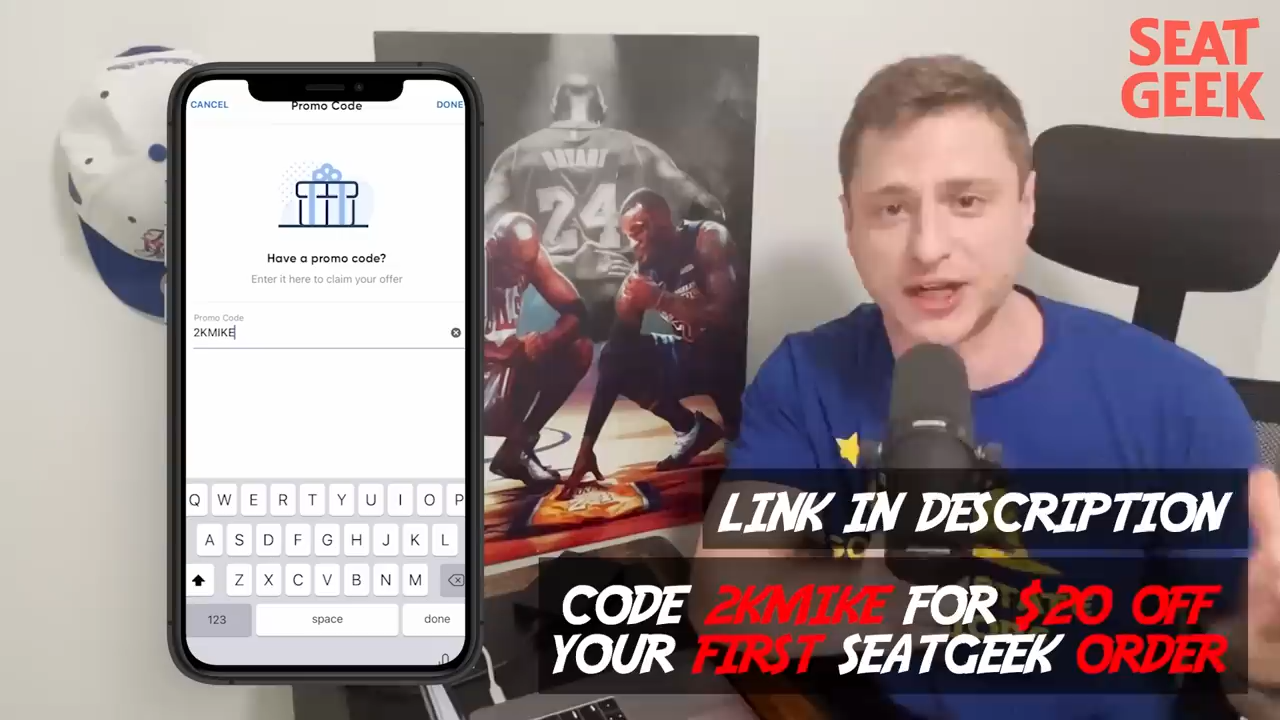 SEAT
GEEK
CANCEL
Promo Code
DONE
Have a promo code?
Enter it here to claim your offer
Promo Code
2KMIKE
Q W E R T Y U I O P
A S D F G H J K L
Z X C V B N M
123
space
done
BRYANT
24
LINK IN DESCRIPTION
CODE 2KMIKE FOR $20 OFF
YOUR FIRST SEATGEEK ORDER